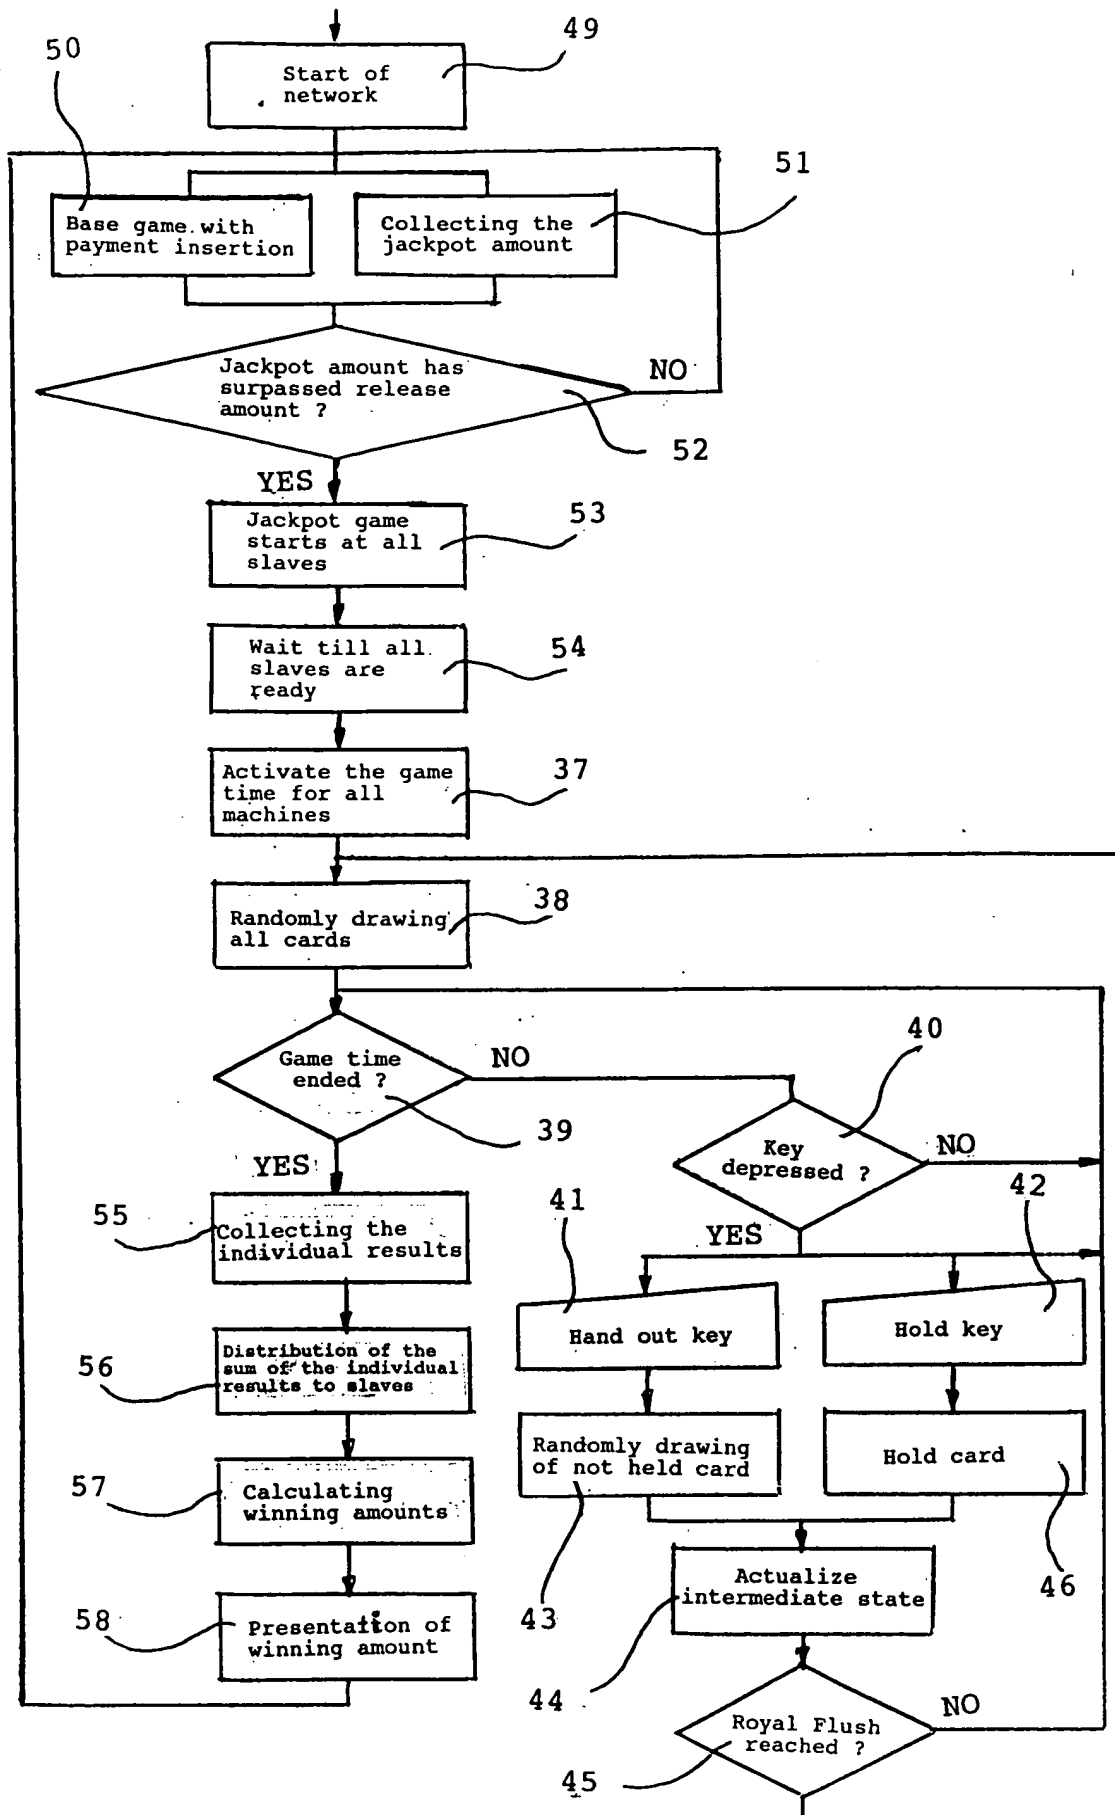 49
50
Start of
network
51
Base game with
payment insertion
Collecting the
jackpot amount
Jackpot amount has
surpassed release
amount ?
NO
52
YES
53
Jackpot game
starts at all
slaves
54
Wait till all
slaves are
ready
37
Activate the game
time for all
machines
38
Randomly drawing
all cards
40
Game time
ended ?
NO
39
Key
depressed ?
NO
YES
41
42
55
Collecting the
individual results
YES
Hand out key
Hold key
56
Distribution of the
sum of the individual
results to slaves
Randomly drawing
of not held card
Hold card
57
Calculating
winning amounts
43
46
Actualize
intermediate state
58
Presentation of
winning amount
44
Royal Flush
reached ?
NO
45